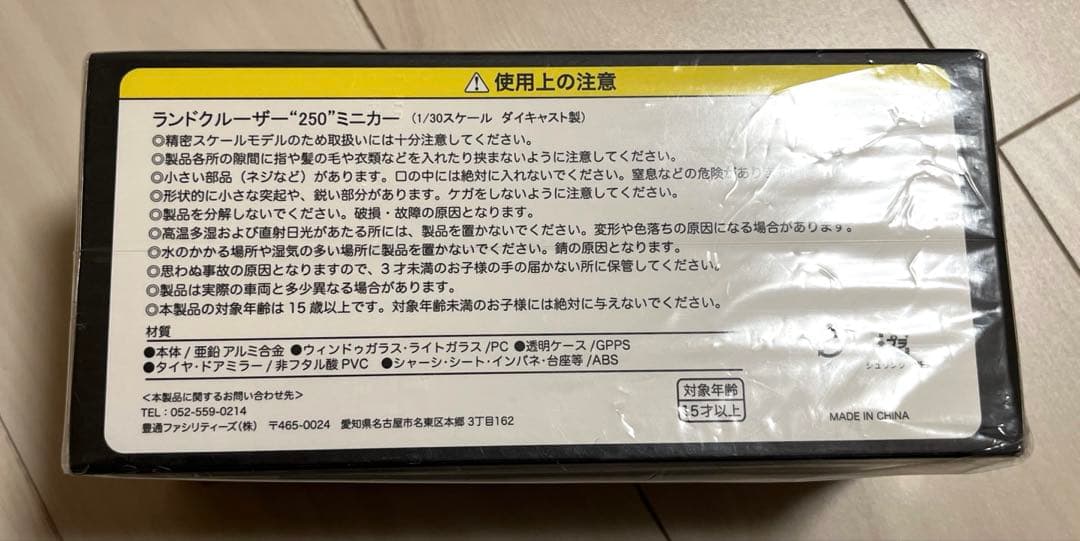 使用上の注意
ランドクルーザー“250”ミニカー（1/30スケール ダイキャスト製）
◎精密スケールモデルのため取扱いには十分注意してください。
◎製品各所の隙間に指や髪の毛や衣類などを入れたり挟まないように注意してください。
◎小さい部品（ネジなど）があります。口の中には絶対に入れないでください。窒息などの危険があります。
◎形状的に小さな突起や、鋭い部分があります。ケガをしないように注意してください。
◎製品を分解しないでください。破損・故障の原因となります。
◎高温多湿および直射日光があたる所には、製品を置かないでください。変形や色落ちの原因になる場合があります。
◎水のかかる場所や湿気の多い場所に製品を置かないでください。錆の原因になります。
◎思わぬ事故の原因となりますので、3才未満のお子様の手の届かない所に保管してください。
◎製品は実際の車両と多少異なる場合があります。
◎本製品の対象年齢は15歳以上です。対象年齢未満のお子様には絶対に与えないでください。
材質
●本体/亜鉛 アルミ合金 ●ウィンドゥガラス・ライトガラス/PC ●透明ケース/GPPS
●タイヤ・ドアミラー/非フタル酸PVC ●シャーシ・シート・インパネ・台座等/ABS
<本製品に関するお問い合わせ先>
TEL：052-559-0214
豊通ファシリティーズ（株） 〒465-0024 愛知県名古屋市名東区本郷3丁目162
対象年齢
15才以上
プラ
シュリンク
MADE IN CHINA